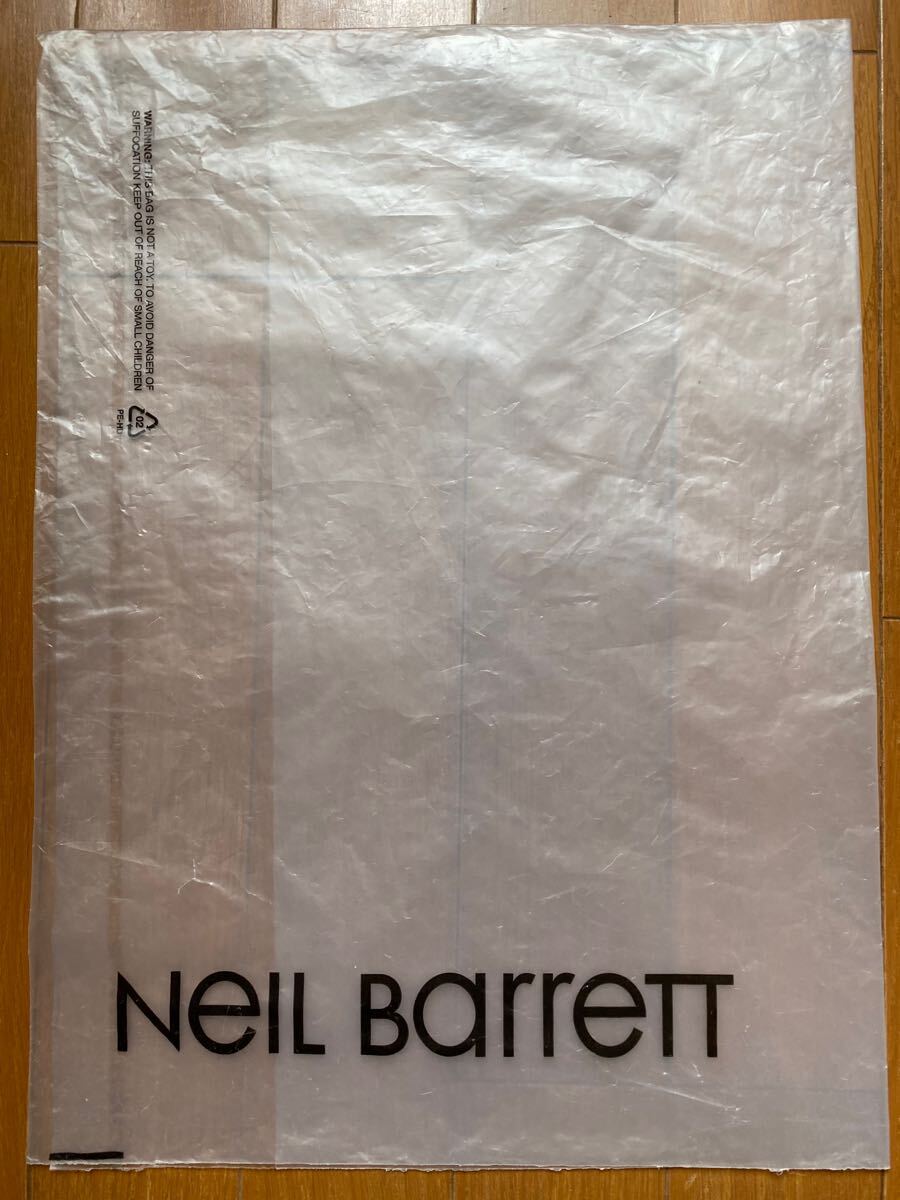 WARNING: THIS BAG IS NOT A TOY. TO AVOID DANGER OF
SUFFOCATION KEEP OUT OF REACH OF SMALL CHILDREN
02
PE-HD
NeIL BarreTT